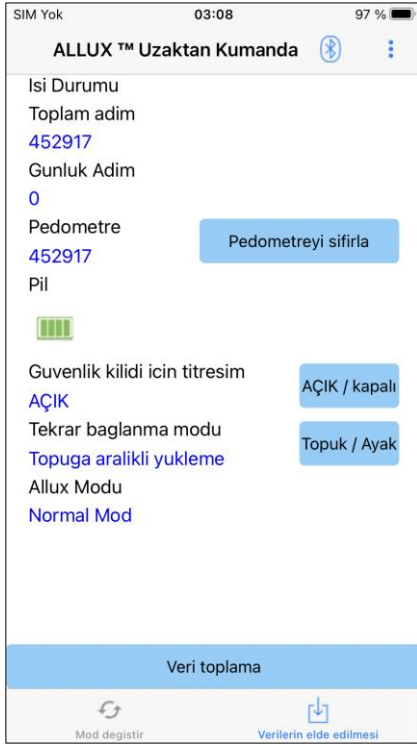 SIM Yok 03:08 97 %
ALLUX ™ Uzaktan Kumanda
Isi Durumu
Toplam adim
452917
Gunluk Adim
0
Pedometre
452917
Pedometreyi sifirla
Pil
Guvenlik kilidi icin titresim
AÇIK
AÇIK / kapalı
Tekrar baglanma modu
Topuga aralikli yukleme
Topuk / Ayak
Allux Modu
Normal Mod
Veri toplama
Mod degistir
Verilerin elde edilmesi